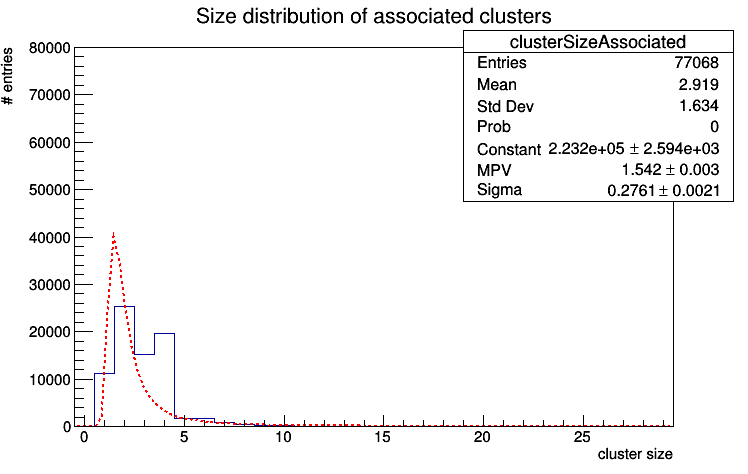 Size distribution of associated clusters
# entries
80000
70000
60000
50000
40000
30000
20000
10000
0
clusterSizeAssociated
Entries 77068
Mean 2.919
Std Dev 1.634
Prob 0
Constant 2.232e+05 ± 2.594e+03
MPV 1.542 ± 0.003
Sigma 0.2761 ± 0.0021
0 5 10 15 20 25
cluster size